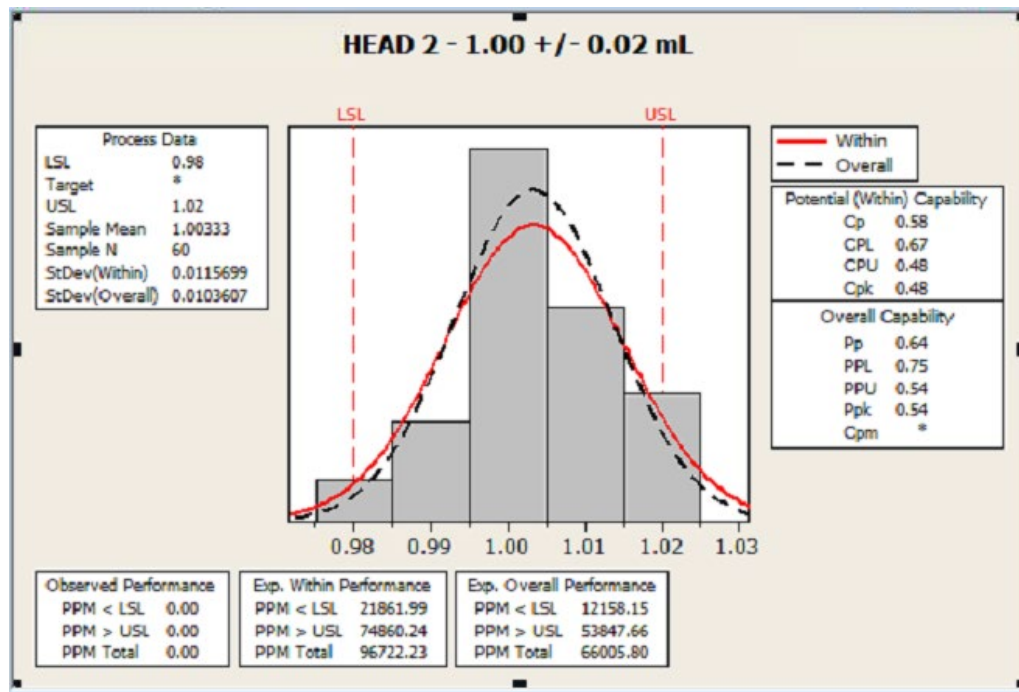 HEAD 2 - 1.00 +/- 0.02 mL
LSL USL
Process Data
LSL 0.98
Target *
USL 1.02
Sample Mean 1.00333
Sample N 60
StDev(Within) 0.0115699
StDev(Overall) 0.0103607
Within
Overall
Potential (Within) Capability
Cp 0.58
CPL 0.67
CPU 0.48
Cpk 0.48
Overall Capability
Pp 0.64
PPL 0.75
PPU 0.54
Ppk 0.54
Cpm *
0.98 0.99 1.00 1.01 1.02 1.03
Observed Performance
PPM < LSL 0.00
PPM > USL 0.00
PPM Total 0.00
Exp. Within Performance
PPM < LSL 21861.99
PPM > USL 74860.24
PPM Total 96722.23
Exp. Overall Performance
PPM < LSL 12158.15
PPM > USL 53847.66
PPM Total 66005.80